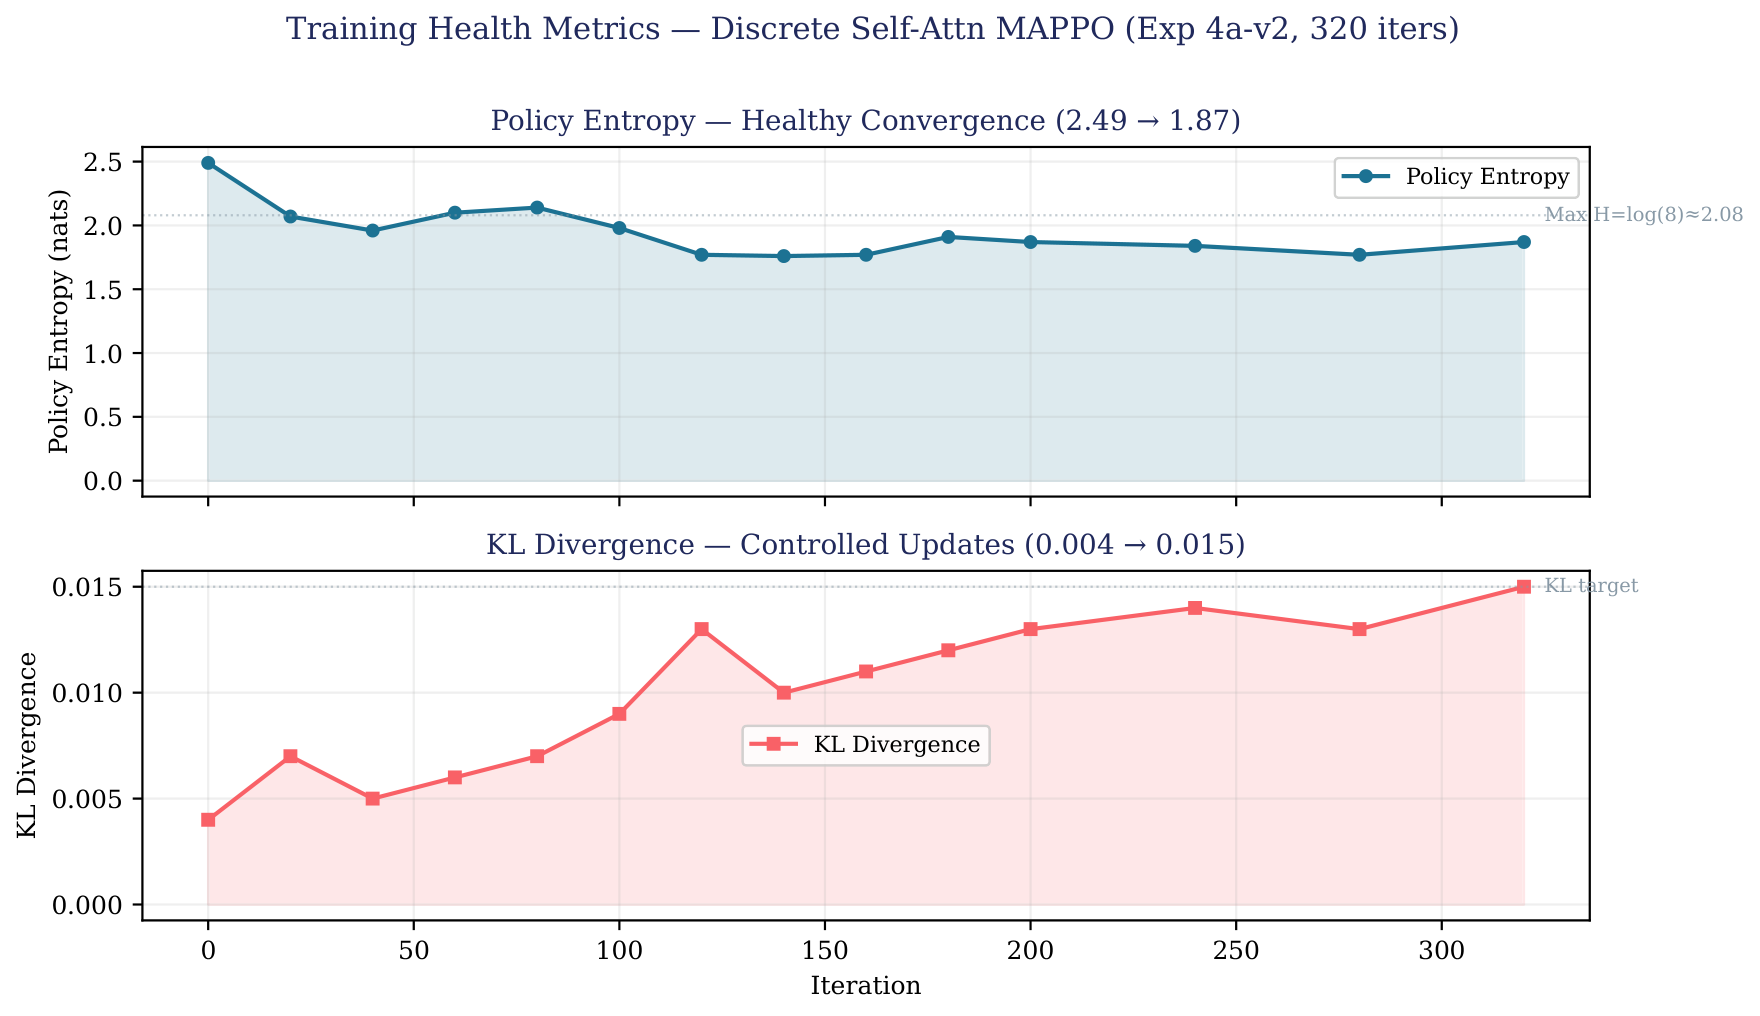 Training Health Metrics — Discrete Self-Attn MAPPO (Exp 4a-v2, 320 iters)
Policy Entropy — Healthy Convergence (2.49 → 1.87)
Policy Entropy (nats)
2.5
2.0
1.5
1.0
0.5
0.0
Policy Entropy
Max H=log(8)≈2.08
KL Divergence — Controlled Updates (0.004 → 0.015)
KL Divergence
0.015
0.010
0.005
0.000
KL target
KL Divergence
0 50 100 150 200 250 300
Iteration